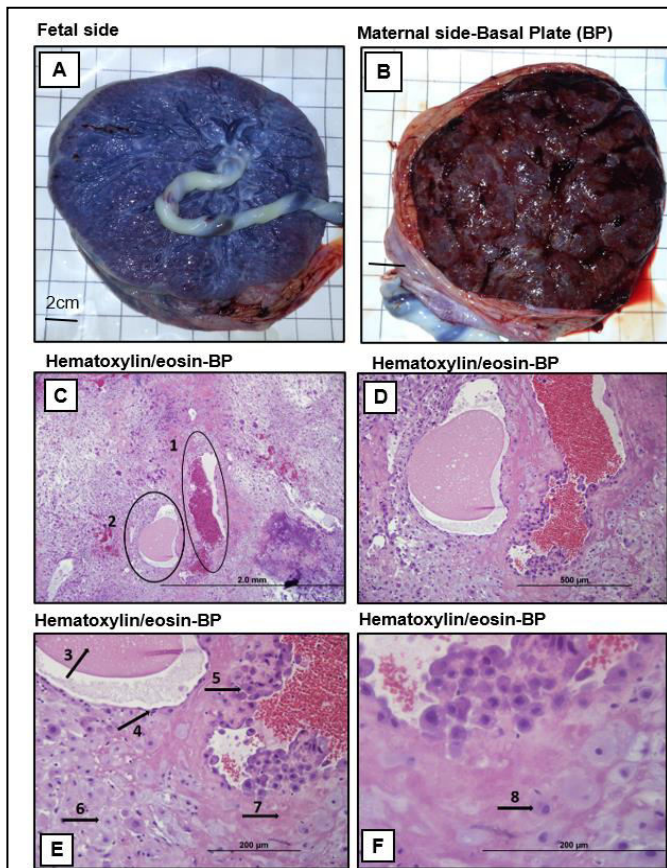 Fetal side
Maternal side-Basal Plate (BP)
A
B
2cm
Hematoxylin/eosin-BP
Hematoxylin/eosin-BP
C
D
1
2
2.0 mm
500 µm
Hematoxylin/eosin-BP
Hematoxylin/eosin-BP
3
5
4
6
7
8
E
200 µm
200 µm
F